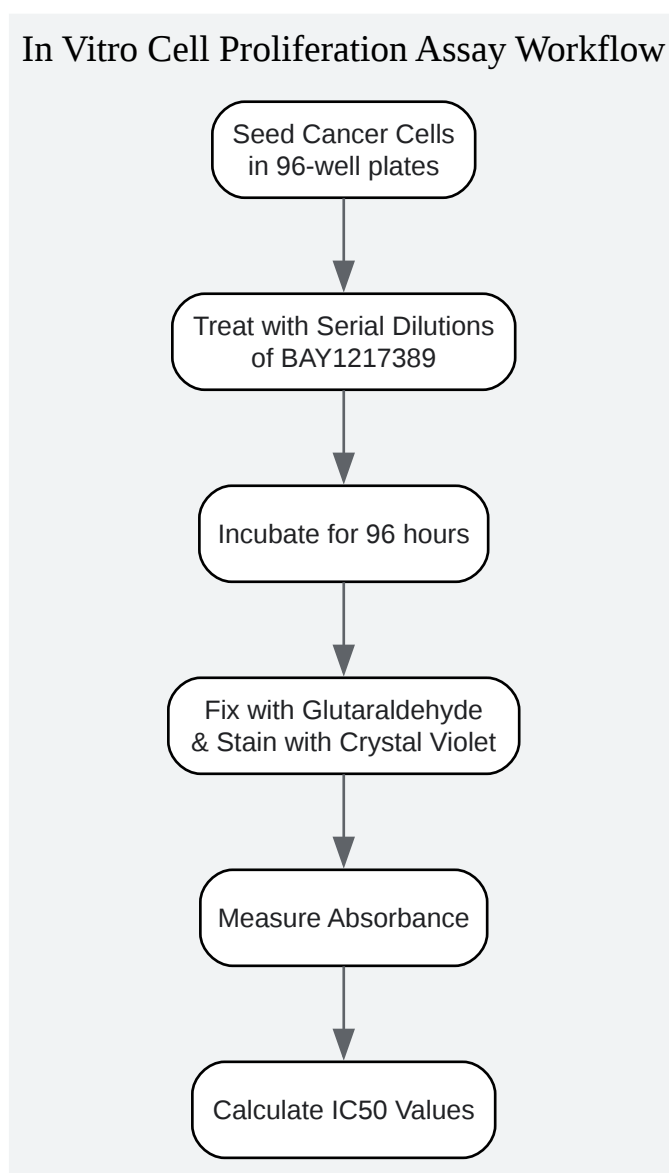 In Vitro Cell Proliferation Assay Workflow
Seed Cancer Cells
in 96-well plates
Treat with Serial Dilutions
of BAY1217389
Incubate for 96 hours
Fix with Glutaraldehyde
& Stain with Crystal Violet
Measure Absorbance
Calculate IC50 Values